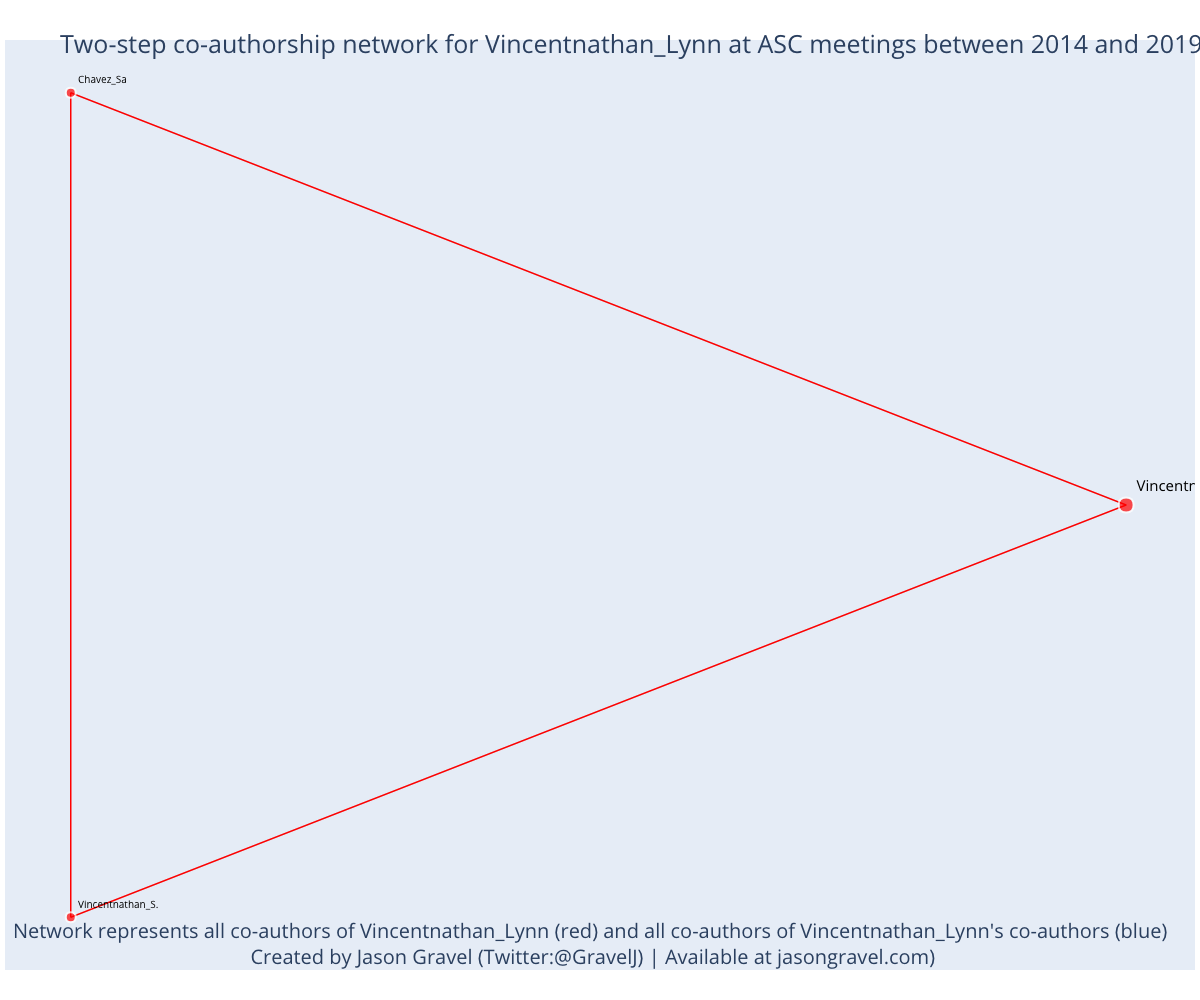 Two-step co-authorship network for Vincentnathan_Lynn at ASC meetings between 2014 and 2019
Chavez_Sa
Vincentnathan_S.
Network represents all co-authors of Vincentnathan_Lynn (red) and all co-authors of Vincentnathan_Lynn's co-authors (blue)
Created by Jason Gravel (Twitter:@GravelJ) | Available at jasongravel.com)